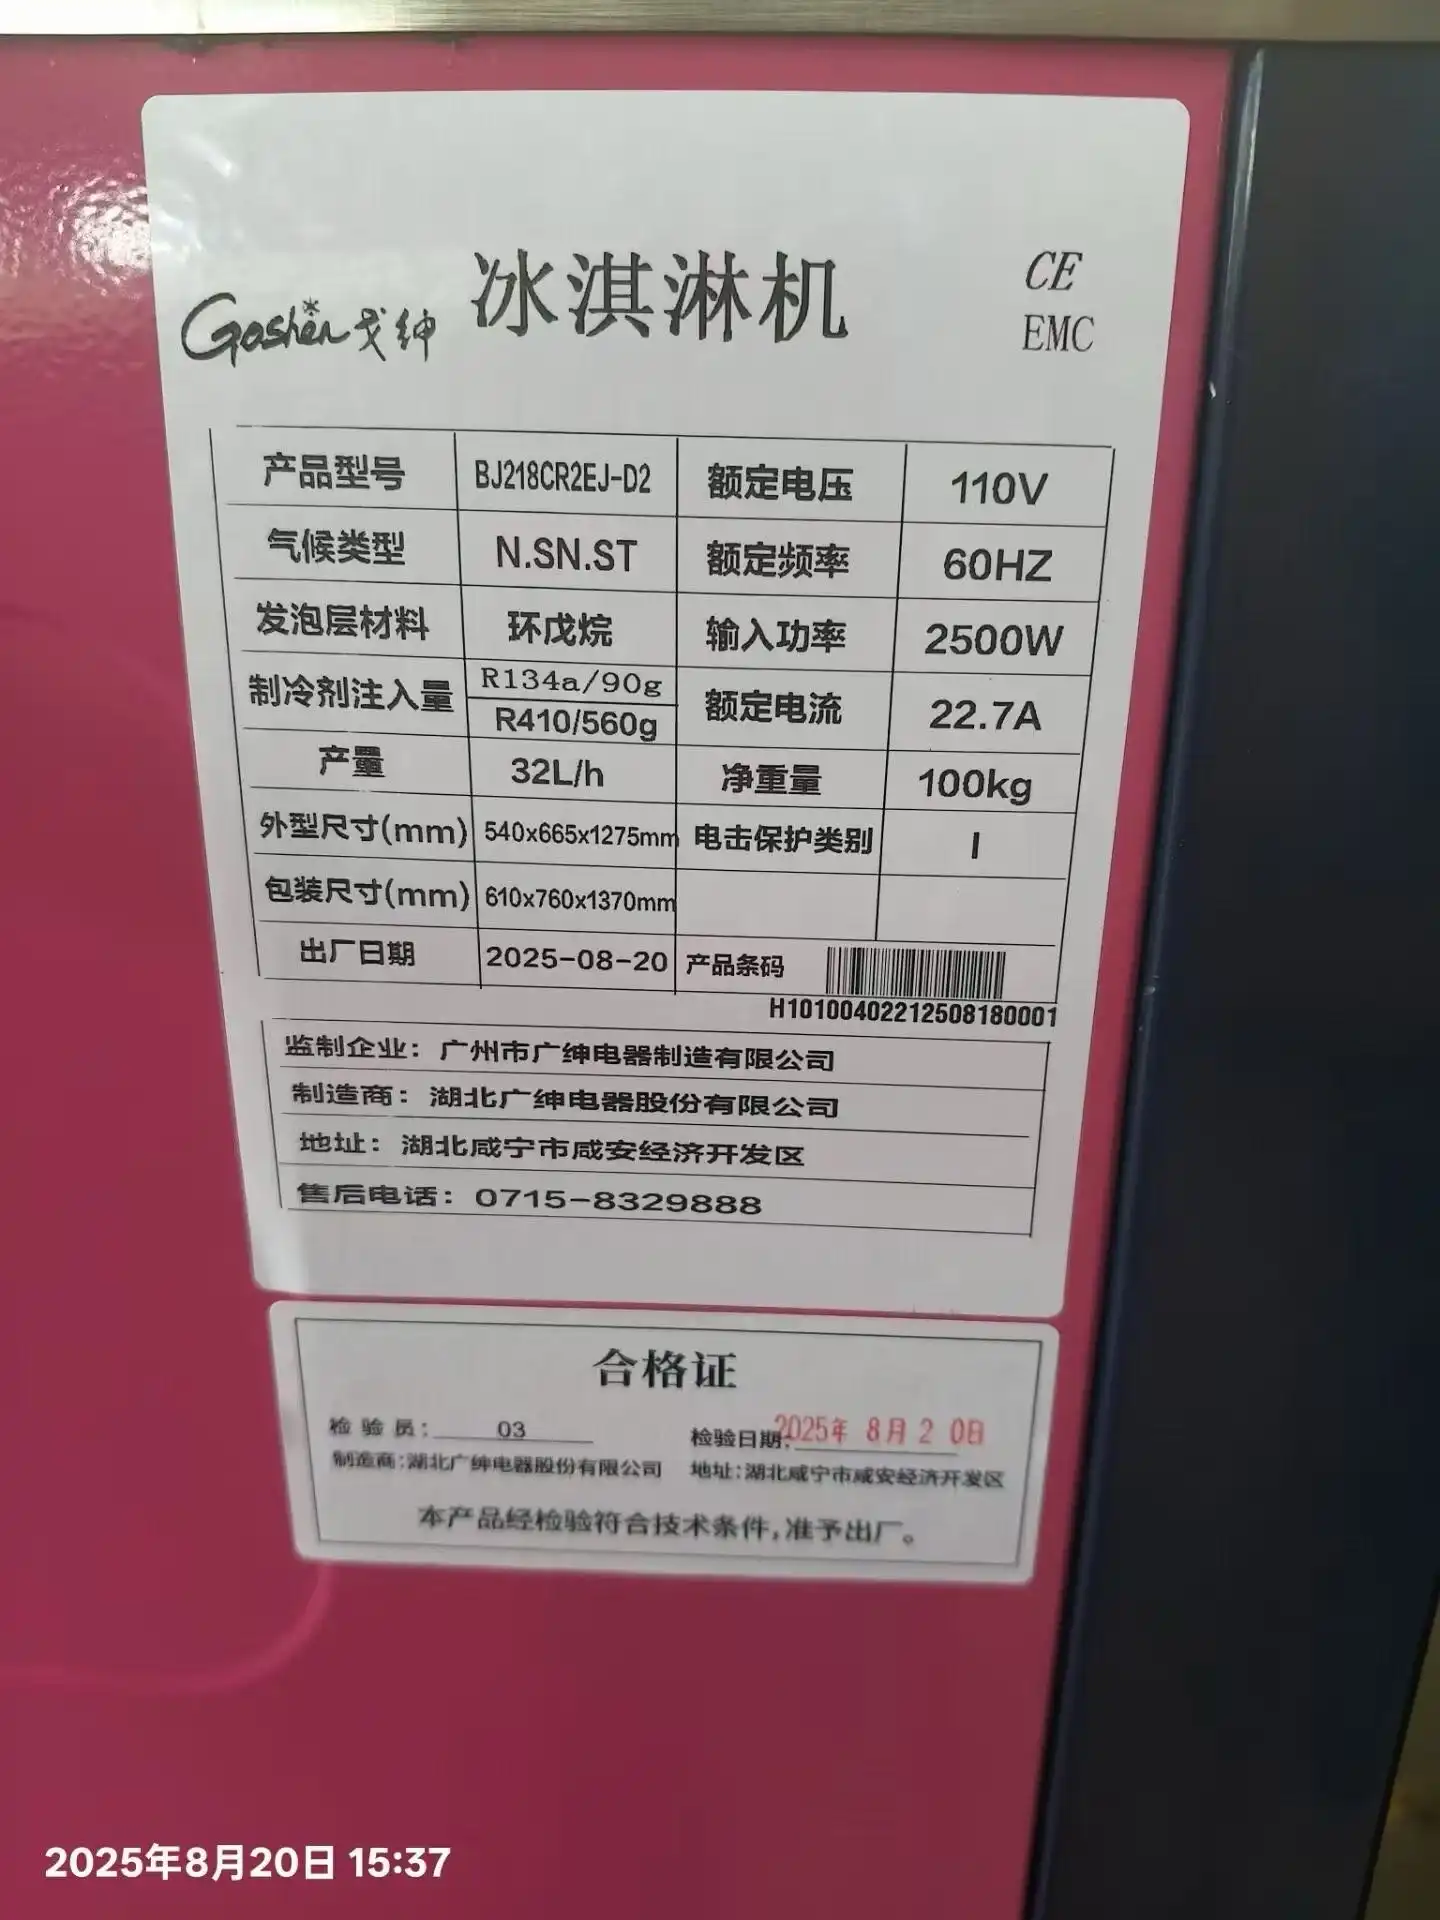 Goshen戈绅 冰淇淋机 CE
EMC
产品型号 BJ218CR2EJ-D2 额定电压 110V
气候类型 N.SN.ST 额定频率 60HZ
发泡层材料 环戊烷 输入功率 2500W
制冷剂注入量 R134a/90g 额定电流 22.7A
R410/560g
产量 32L/h 净重量 100kg
外型尺寸(mm) 540x665x1275mm 电击保护类别 I
包装尺寸(mm) 610x760x1370mm
出厂日期 2025-08-20 产品条码
H10100402212508180001
监制企业：广州市广绅电器制造有限公司
制造商：湖北广绅电器股份有限公司
地址：湖北咸宁市咸安经济开发区
售后电话：0715-8329888
合格证
检验员：03 检验日期：2025年8月20日
制造商：湖北广绅电器股份有限公司 地址：湖北咸宁市咸安经济开发区
本产品经检验符合技术条件，准予出厂。
2025年8月20日 15:37